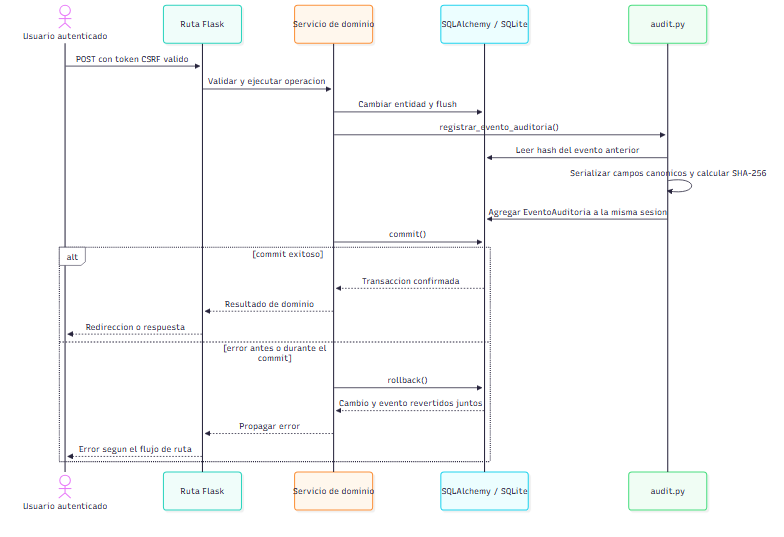 Usuario autenticado
Ruta Flask
Servicio de dominio
SQLAlchemy / SQLite
audit.py
POST con token CSRF valido
Validar y ejecutar operacion
Cambiar entidad y flush
registrar_evento_auditoria()
Leer hash del evento anterior
Serializar campos canonicos y calcular SHA-256
Agregar EventoAuditoria a la misma sesion
commit()
alt
[commit exitoso]
Transaccion confirmada
Resultado de dominio
Redireccion o respuesta
[error antes o durante el
commit]
rollback()
Cambio y evento revertidos juntos
Propagar error
Error segun el flujo de ruta
Usuario autenticado
Ruta Flask
Servicio de dominio
SQLAlchemy / SQLite
audit.py